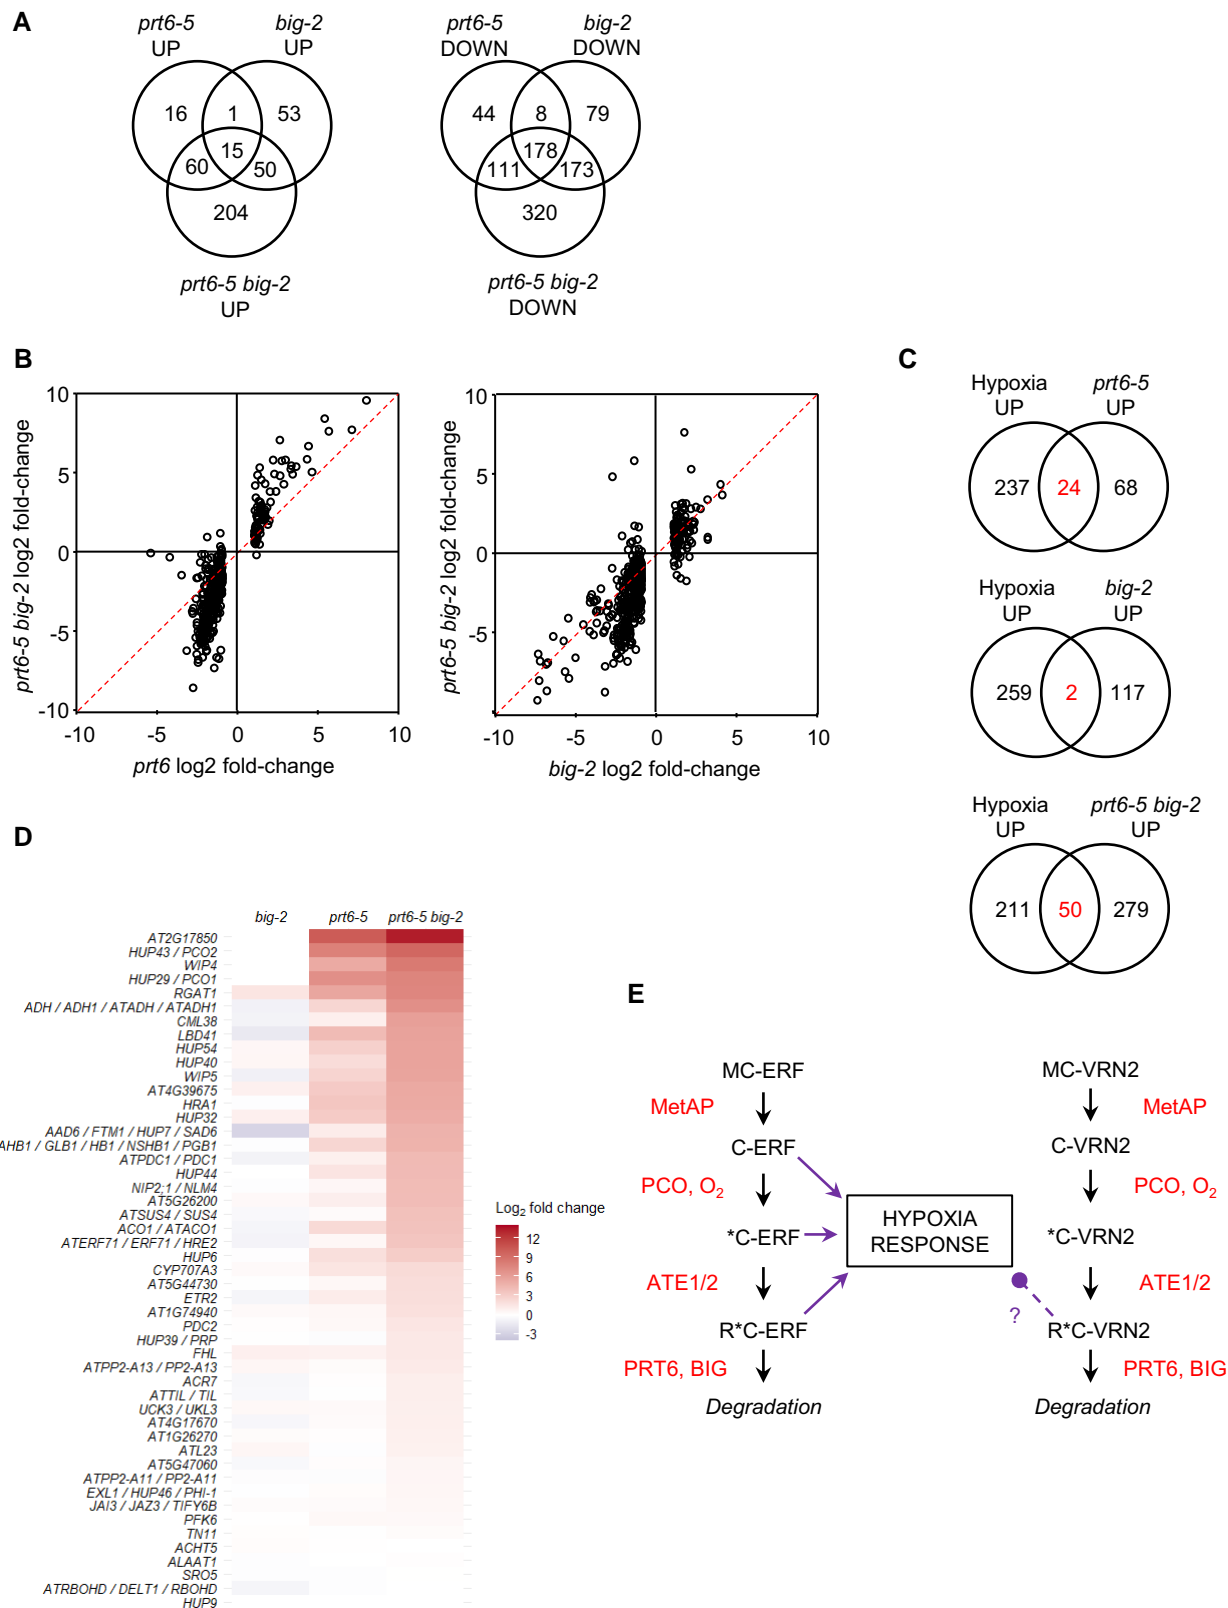 A
prt6-5
UP
big-2
UP
16
1
53
15
60
50
204
prt6-5 big-2
UP
prt6-5
DOWN
big-2
DOWN
44
8
79
178
111
173
320
prt6-5 big-2
DOWN
B
prt6-5 big-2 log2 fold-change
10
5
0
-5
-10
-10
-5
0
5
10
prt6 log2 fold-change
prt6-5 big-2 log2 fold-change
10
5
0
-5
-10
-5
0
5
10
big-2 log2 fold-change
C
Hypoxia
UP
prt6-5
UP
237
24
68
Hypoxia
UP
big-2
UP
259
2
117
Hypoxia
UP
prt6-5 big-2
UP
211
50
279
D
big-2
prt6-5
prt6-5 big-2
AT2G17850
HUP43 / PCO2
WIP4
HUP29 / PCO1
RGAT1
ADH / ADH1 / ATADH / ATADH1
CML38
LBD41
HUP54
HUP40
WIP5
AT4G39675
HRA1
HUP32
AAD6 / FTM1 / HUP7 / SAD6
AHB1 / GLB1 / HB1 / NSHB1 / PGB1
ATPDC1 / PDC1
HUP44
NIP2;1 / NLM4
AT5G26200
ATSUS4 / SUS4
ACO1 / ATACO1
ATERF71 / ERF71 / HRE2
HUP6
CYP707A3
AT5G44730
ETR2
AT1G74940
PDC2
HUP39 / PRP
FHL
ATPP2-A13 / PP2-A13
ACR7
ATTIL / TIL
UCK3 / UKL3
AT4G17670
AT1G26270
ATL23
AT5G47060
ATPP2-A11 / PP2-A11
EXL1 / HUP46 / PHI-1
JAI3 / JAZ3 / TIFY6B
PFK6
TN11
ACHT5
ALAAT1
SRO5
ATRBOHD / DELT1 / RBOHD
HUP9
Log2 fold change
12
9
6
3
0
-3
E
MC-ERF
MetAP
C-ERF
PCO, O2
*C-ERF
ATE1/2
R*C-ERF
PRT6, BIG
Degradation
HYPOXIA
RESPONSE
?
MC-VRN2
MetAP
C-VRN2
PCO, O2
*C-VRN2
ATE1/2
R*C-VRN2
PRT6, BIG
Degradation